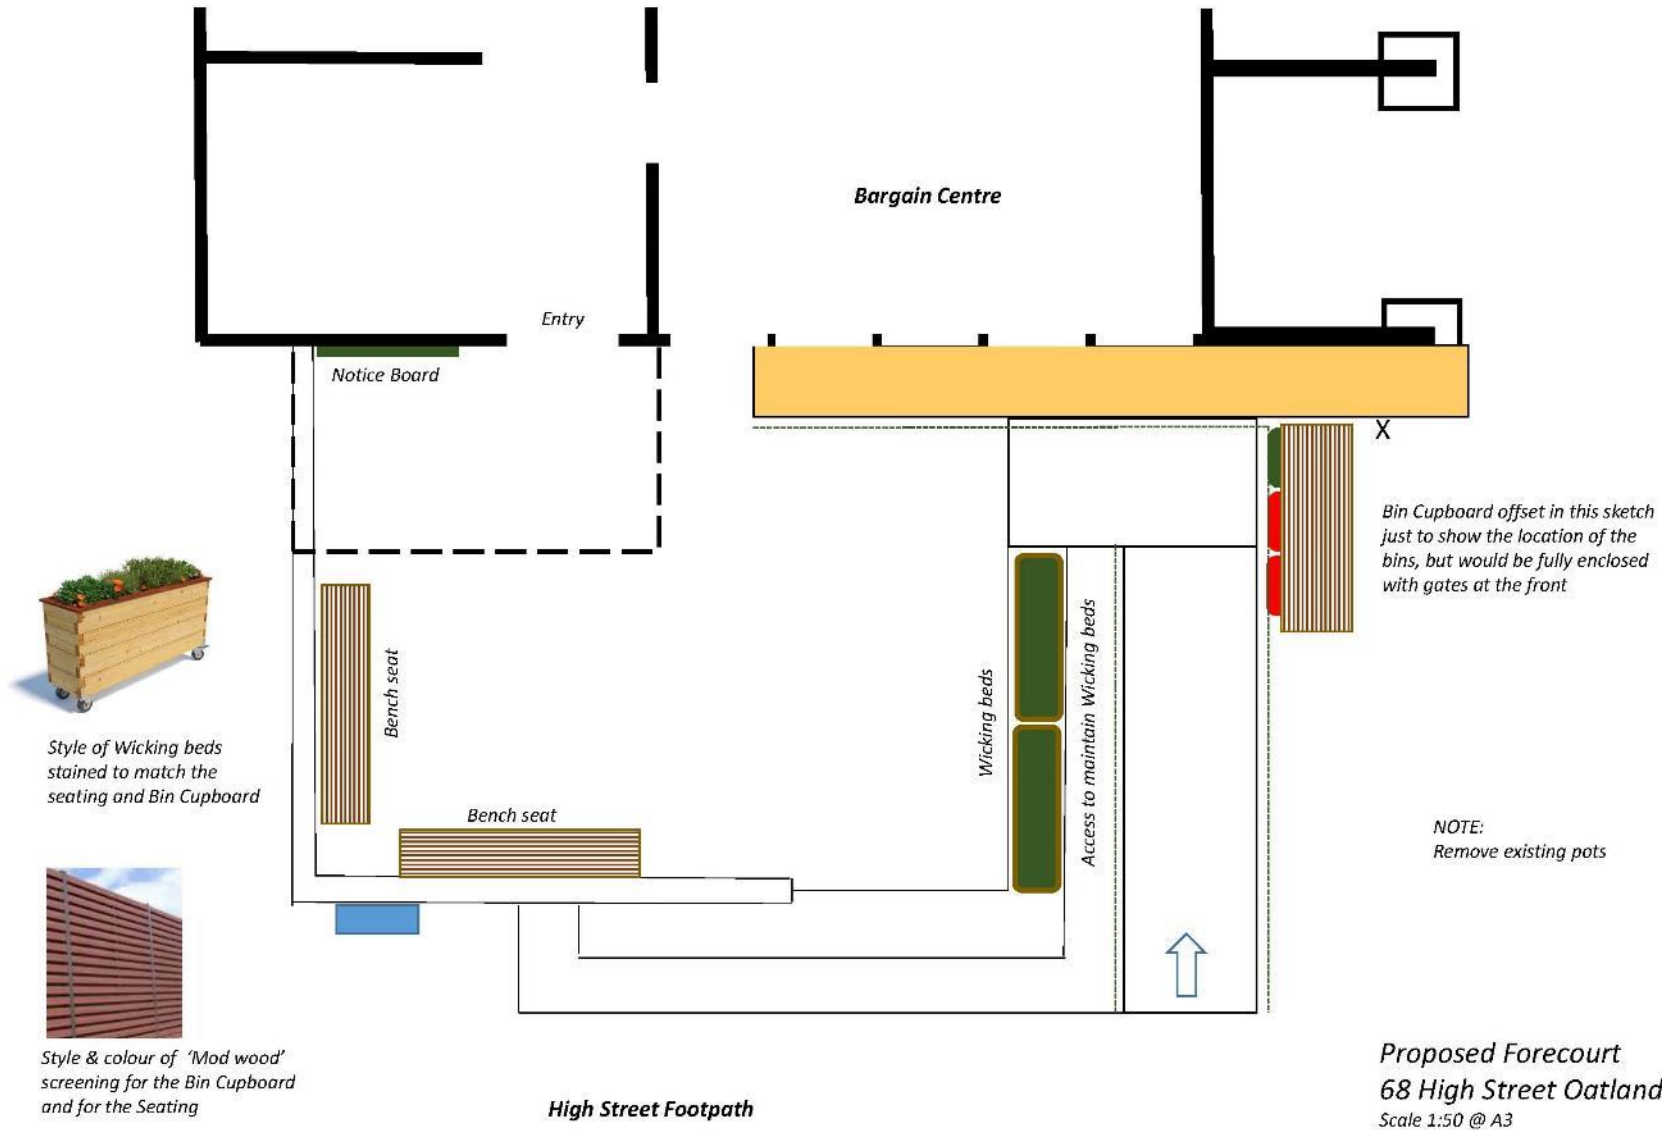 Bargain Centre
Entry
Notice Board
X
Bin Cupboard offset in this sketch
just to show the location of the
bins, but would be fully enclosed
with gates at the front
Bench seat
Wicking beds
Access to maintain Wicking beds
Style of Wicking beds
stained to match the
seating and Bin Cupboard
Bench seat
NOTE:
Remove existing pots
Style & colour of ‘Mod wood’
screening for the Bin Cupboard
and for the Seating
High Street Footpath
Proposed Forecourt
68 High Street Oatland
Scale 1:50 @ A3